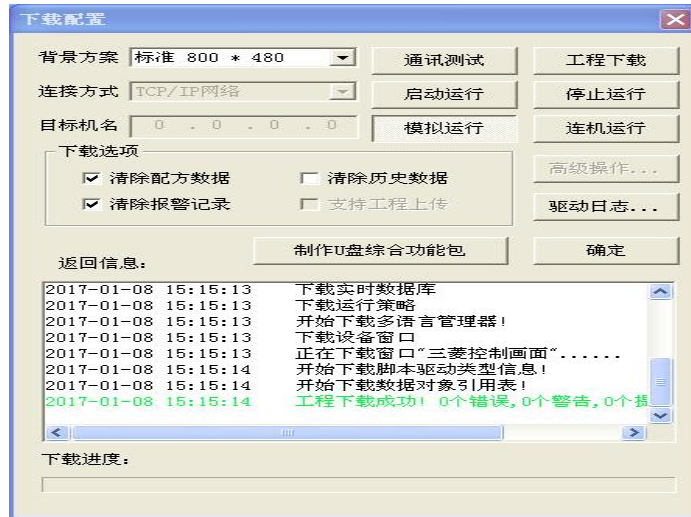 下载配置
背景方案 标准 800 * 480 通讯测试 工程下载
连接方式 TCP/IP网络 启动运行 停止运行
目标机名 0 . 0 . 0 . 0 模拟运行 连机运行
下载选项
清除配方数据 清除历史数据 高级操作...
清除报警记录 支持工程上传 驱动日志...
制作U盘综合功能包 确定
返回信息:
2017-01-08 15:15:13 下载实时数据库
2017-01-08 15:15:13 下载运行策略
2017-01-08 15:15:13 开始下载多语言管理器!
2017-01-08 15:15:13 下载设备窗口
2017-01-08 15:15:13 正在下载窗口"三菱控制画面"......
2017-01-08 15:15:14 开始下载脚本驱动类型信息!
2017-01-08 15:15:14 开始下载数据对象引用表!
2017-01-08 15:15:14 工程下载成功! 0个错误,0个警告,0个提
下载进度: